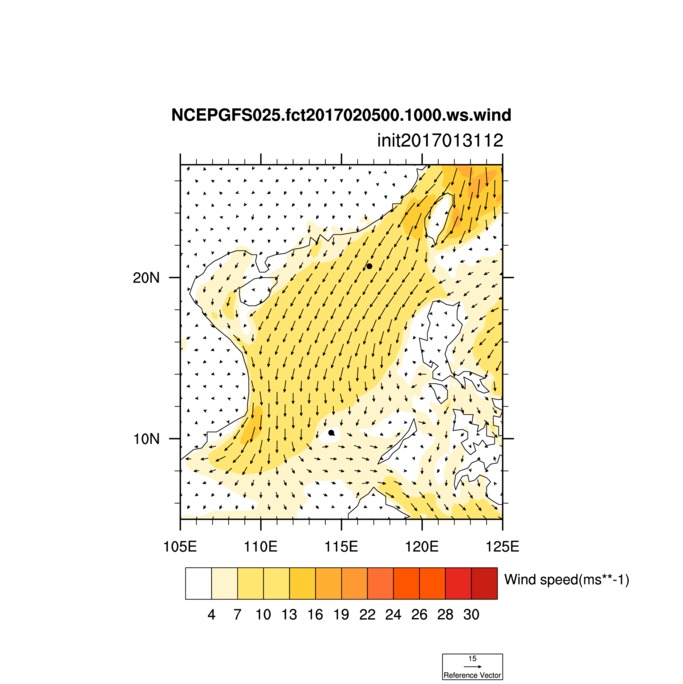 NCEPGFS025.fct2017020500.1000.ws.wind
init2017013112
20N
10N
105E 110E 115E 120E 125E
Wind speed(ms**-1)
4 7 10 13 16 19 22 24 26 28 30
15
Reference Vector